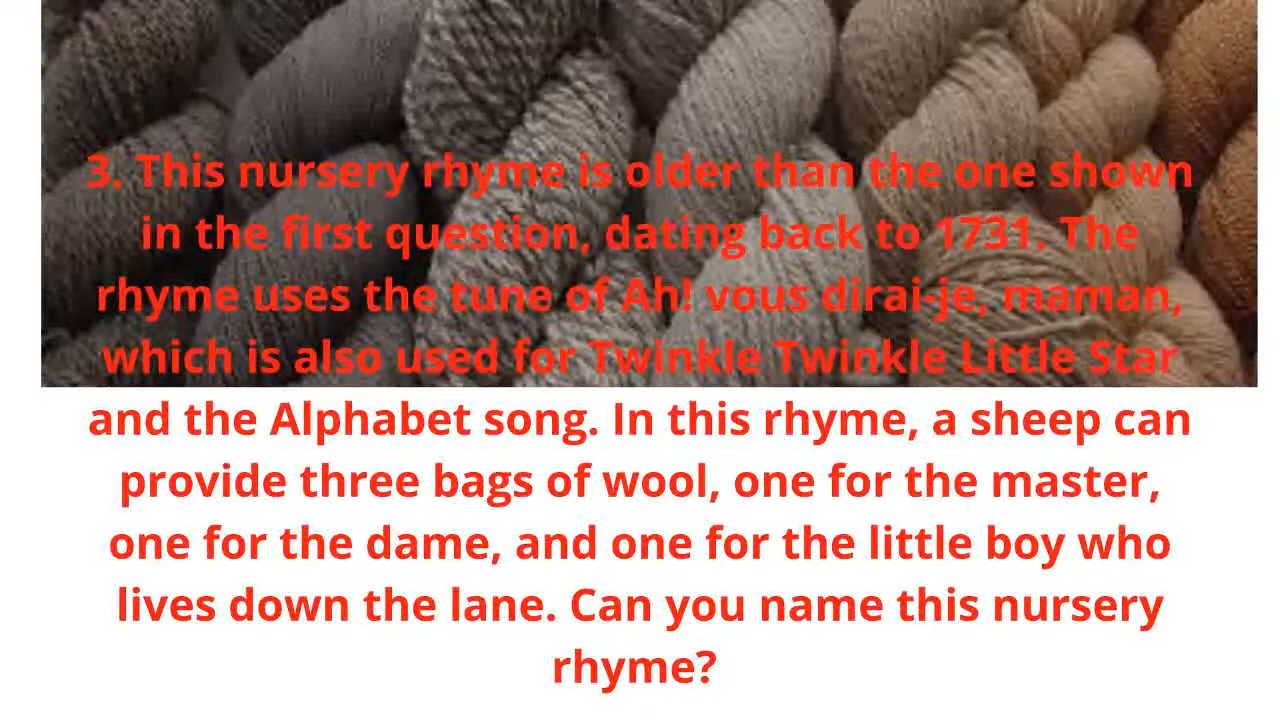 3. This nursery rhyme is older than the one shown
in the first question, dating back to 1731. The
rhyme uses the tune of Ah! vous dirai-je, maman,
which is also used for Twinkle Twinkle Little Star
and the Alphabet song. In this rhyme, a sheep can
provide three bags of wool, one for the master,
one for the dame, and one for the little boy who
lives down the lane. Can you name this nursery
rhyme?